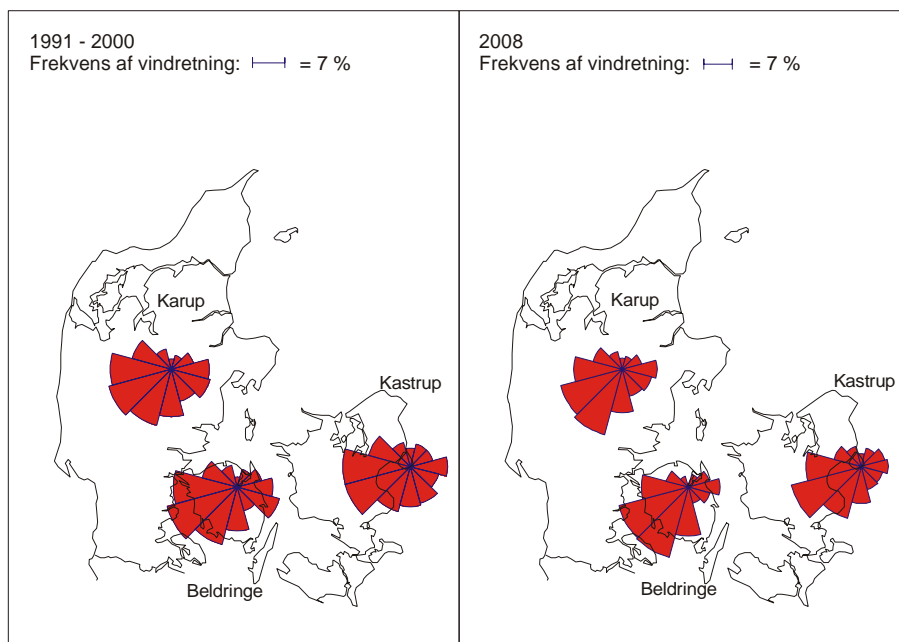 1991 - 2000
Frekvens af vindretning: = 7 %
Karup
Kastrup
Beldringe
2008
Frekvens af vindretning: = 7 %
Karup
Kastrup
Beldringe